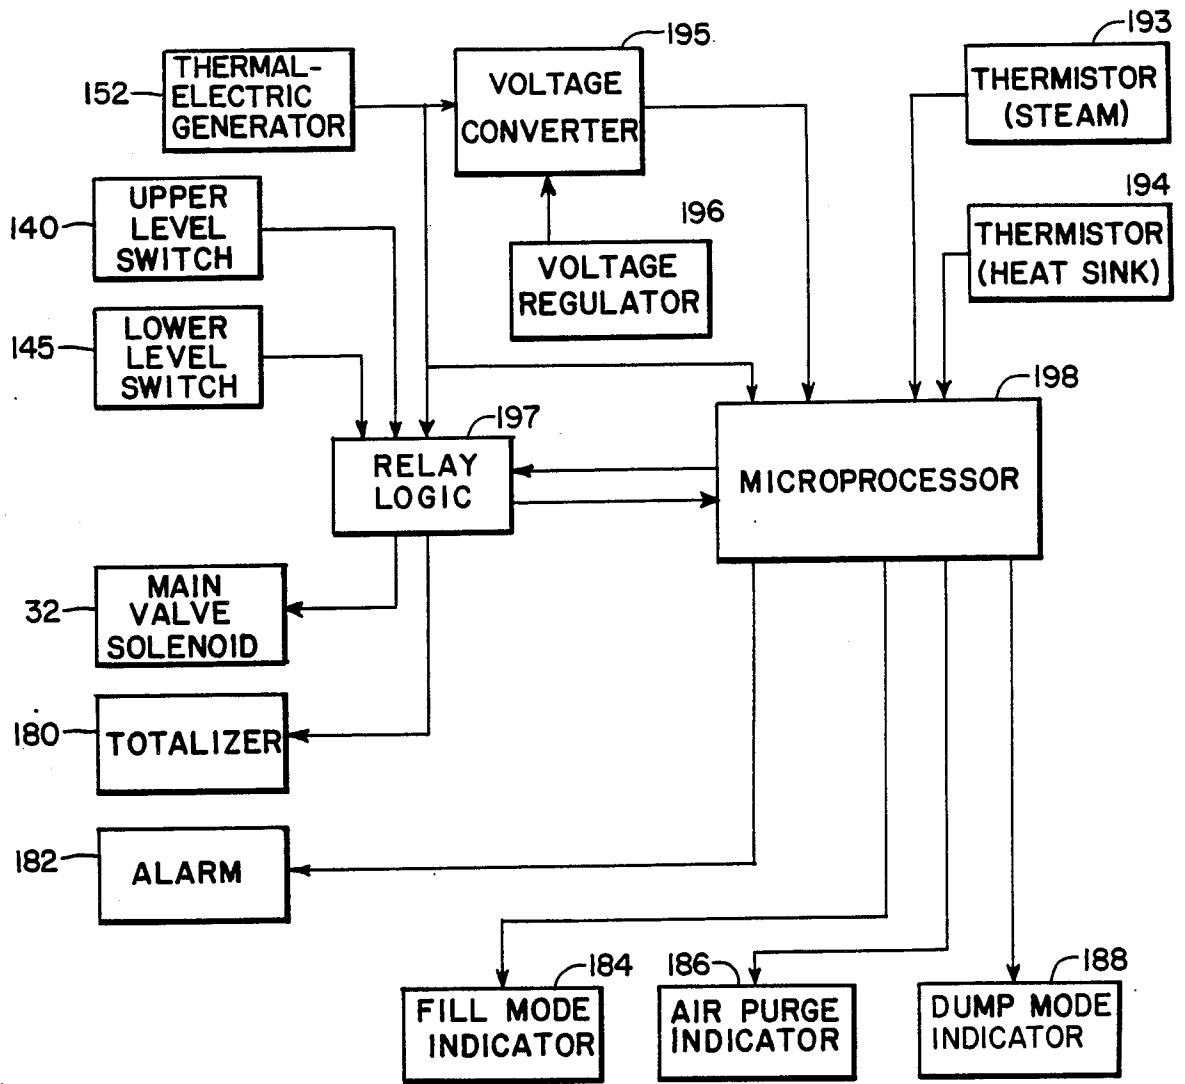 195
193
THERMAL-
ELECTRIC
GENERATOR
152
VOLTAGE
CONVERTER
THERMISTOR
(STEAM)
UPPER
LEVEL
SWITCH
140
196
VOLTAGE
REGULATOR
194
THERMISTOR
(HEAT SINK)
LOWER
LEVEL
SWITCH
145
197
RELAY
LOGIC
198
MICROPROCESSOR
MAIN
VALVE
SOLENOID
32
180
TOTALIZER
182
ALARM
184
FILL MODE
INDICATOR
186
AIR PURGE
INDICATOR
188
DUMP MODE
INDICATOR